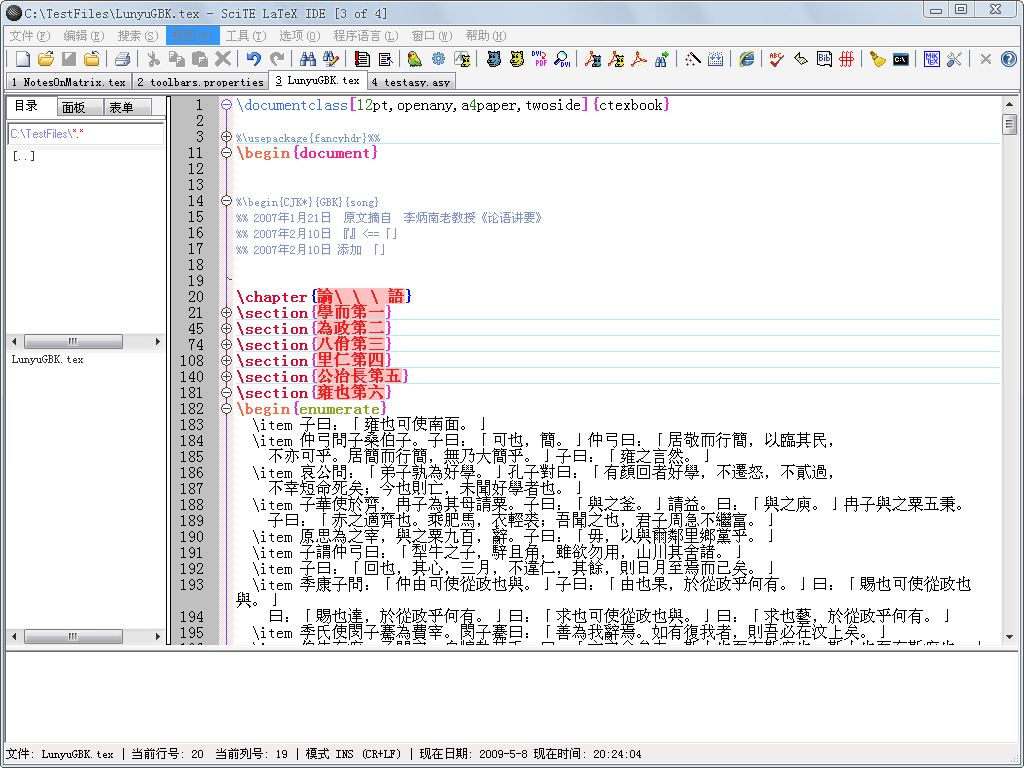 C:\TestFiles\LunyuGBK.tex - SciTE LaTeX IDE [3 of 4]
文件(F) 编辑(E) 搜索(S) 工具(T) 选项(O) 程序语言(L) 窗口(W) 帮助(H)
1 NotesOnMatrix.tex 2 toolbars.properties 3 LunyuGBK.tex 4 testasy.asy
目录 面板 表单
C:\TestFiles\*.*
[..]
LunyuGBK.tex
1 \documentclass[12pt,openany,a4paper,twoside]{ctexbook}
2
3 %\usepackage{fancyhdr}%%
11 \begin{document}
12
13
14 %\begin{CJK*}{GBK}{song}
15 %% 2007年1月21日 原文摘自 李炳南老教授《论语讲要》
16 %% 2007年2月10日 『』<==「」
17 %% 2007年2月10日 添加 「」
18
19
20 \chapter{論\ \ \ 語}
21 \section{學而第一}
45 \section{為政第二}
74 \section{八佾第三}
108 \section{里仁第四}
140 \section{公冶長第五}
181 \section{雍也第六}
182 \begin{enumerate}
183 \item 子曰：「雍也可使南面。」
184 \item 仲弓問子桑伯子。子曰：「可也，簡。」仲弓曰：「居敬而行簡，以臨其民，
185 不亦可乎。居簡而行簡，無乃大簡乎。」子曰：「雍之言然。」
186 \item 哀公問：「弟子孰為好學。」孔子對曰：「有顏回者好學，不遷怒，不貳過，
187 不幸短命死矣；今也則亡，未聞好學者也。」
188 \item 子華使於齊，冉子為其母請粟。子曰：「與之釜。」請益。曰：「與之庾。」冉子與之粟五秉。
189 子曰：「赤之適齊也。乘肥馬，衣輕裘；吾聞之也，君子周急不繼富。」
190 \item 原思為之宰，與之粟九百，辭。子曰：「毋，以與爾鄰里鄉黨乎。」
191 \item 子謂仲弓曰：「犁牛之子，騂且角，雖欲勿用，山川其舍諸。」
192 \item 子曰：「回也，其心，三月，不違仁，其餘，則日月至焉而已矣。」
193 \item 季康子問：「仲由可使從政也與。」子曰：「由也果，於從政乎何有。」曰：「賜也可使從政也
與。」
194 曰：「賜也達，於從政乎何有。」曰：「求也可使從政也與。」曰：「求也藝，於從政乎何有。」
195 \item 季氏使閔子騫為費宰。閔子騫曰：「善為我辭焉。如有復我者，則吾必在汶上矣。」
文件: LunyuGBK.tex | 当前行号: 20 当前列号: 19 | 模式 INS (CR+LF) | 现在日期: 2009-5-8 现在时间: 20:24:04